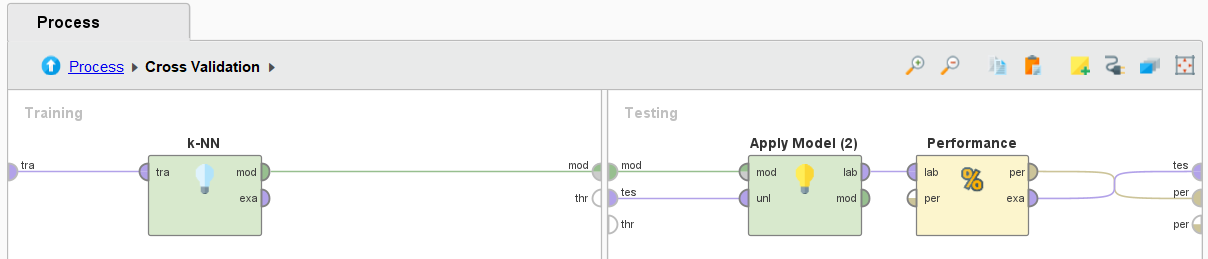 Process
Process Cross Validation
Training
Testing
k-NN
Apply Model (2)
Performance
tra
tra
mod
exa
mod
thr
mod
tes
thr
mod
unl
lab
mod
lab
per
per
exa
tes
per
per
%